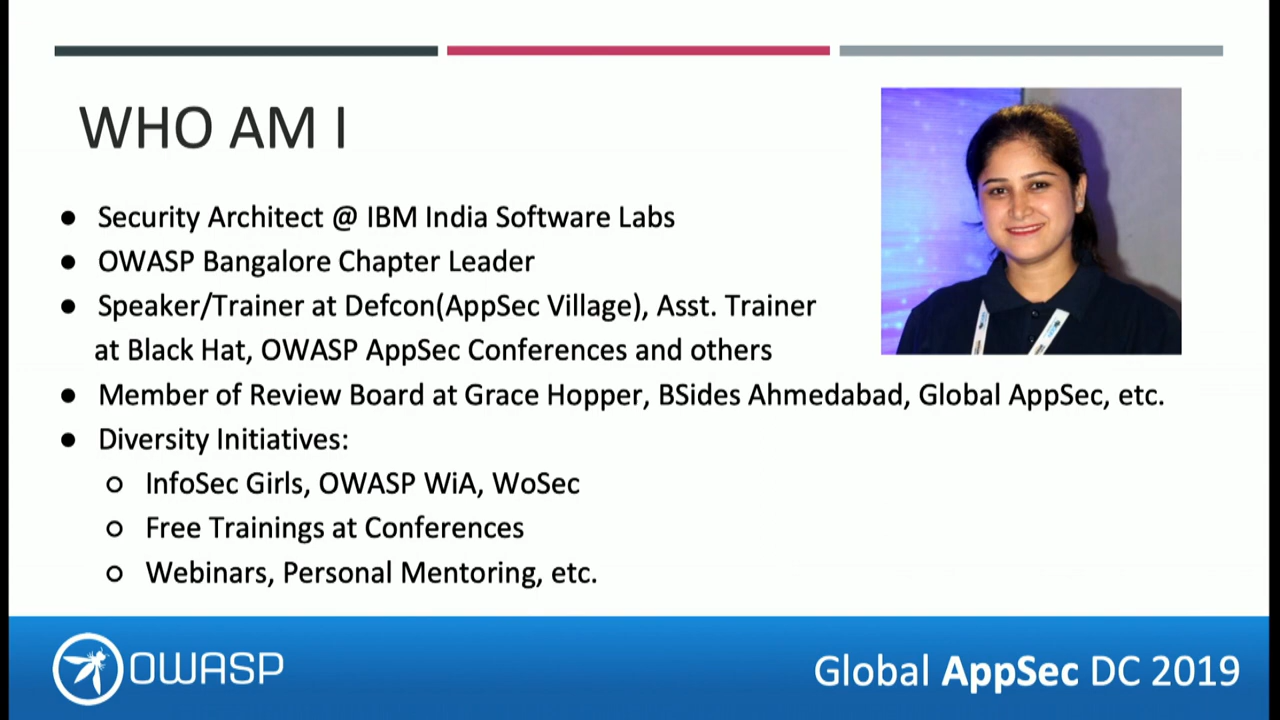 WHO AM I
● Security Architect @ IBM India Software Labs
● OWASP Bangalore Chapter Leader
● Speaker/Trainer at Defcon(AppSec Village), Asst. Trainer
at Black Hat, OWASP AppSec Conferences and others
● Member of Review Board at Grace Hopper, BSides Ahmedabad, Global AppSec, etc.
● Diversity Initiatives:
○ InfoSec Girls, OWASP WiA, WoSec
○ Free Trainings at Conferences
○ Webinars, Personal Mentoring, etc.
OWASP
Global AppSec DC 2019